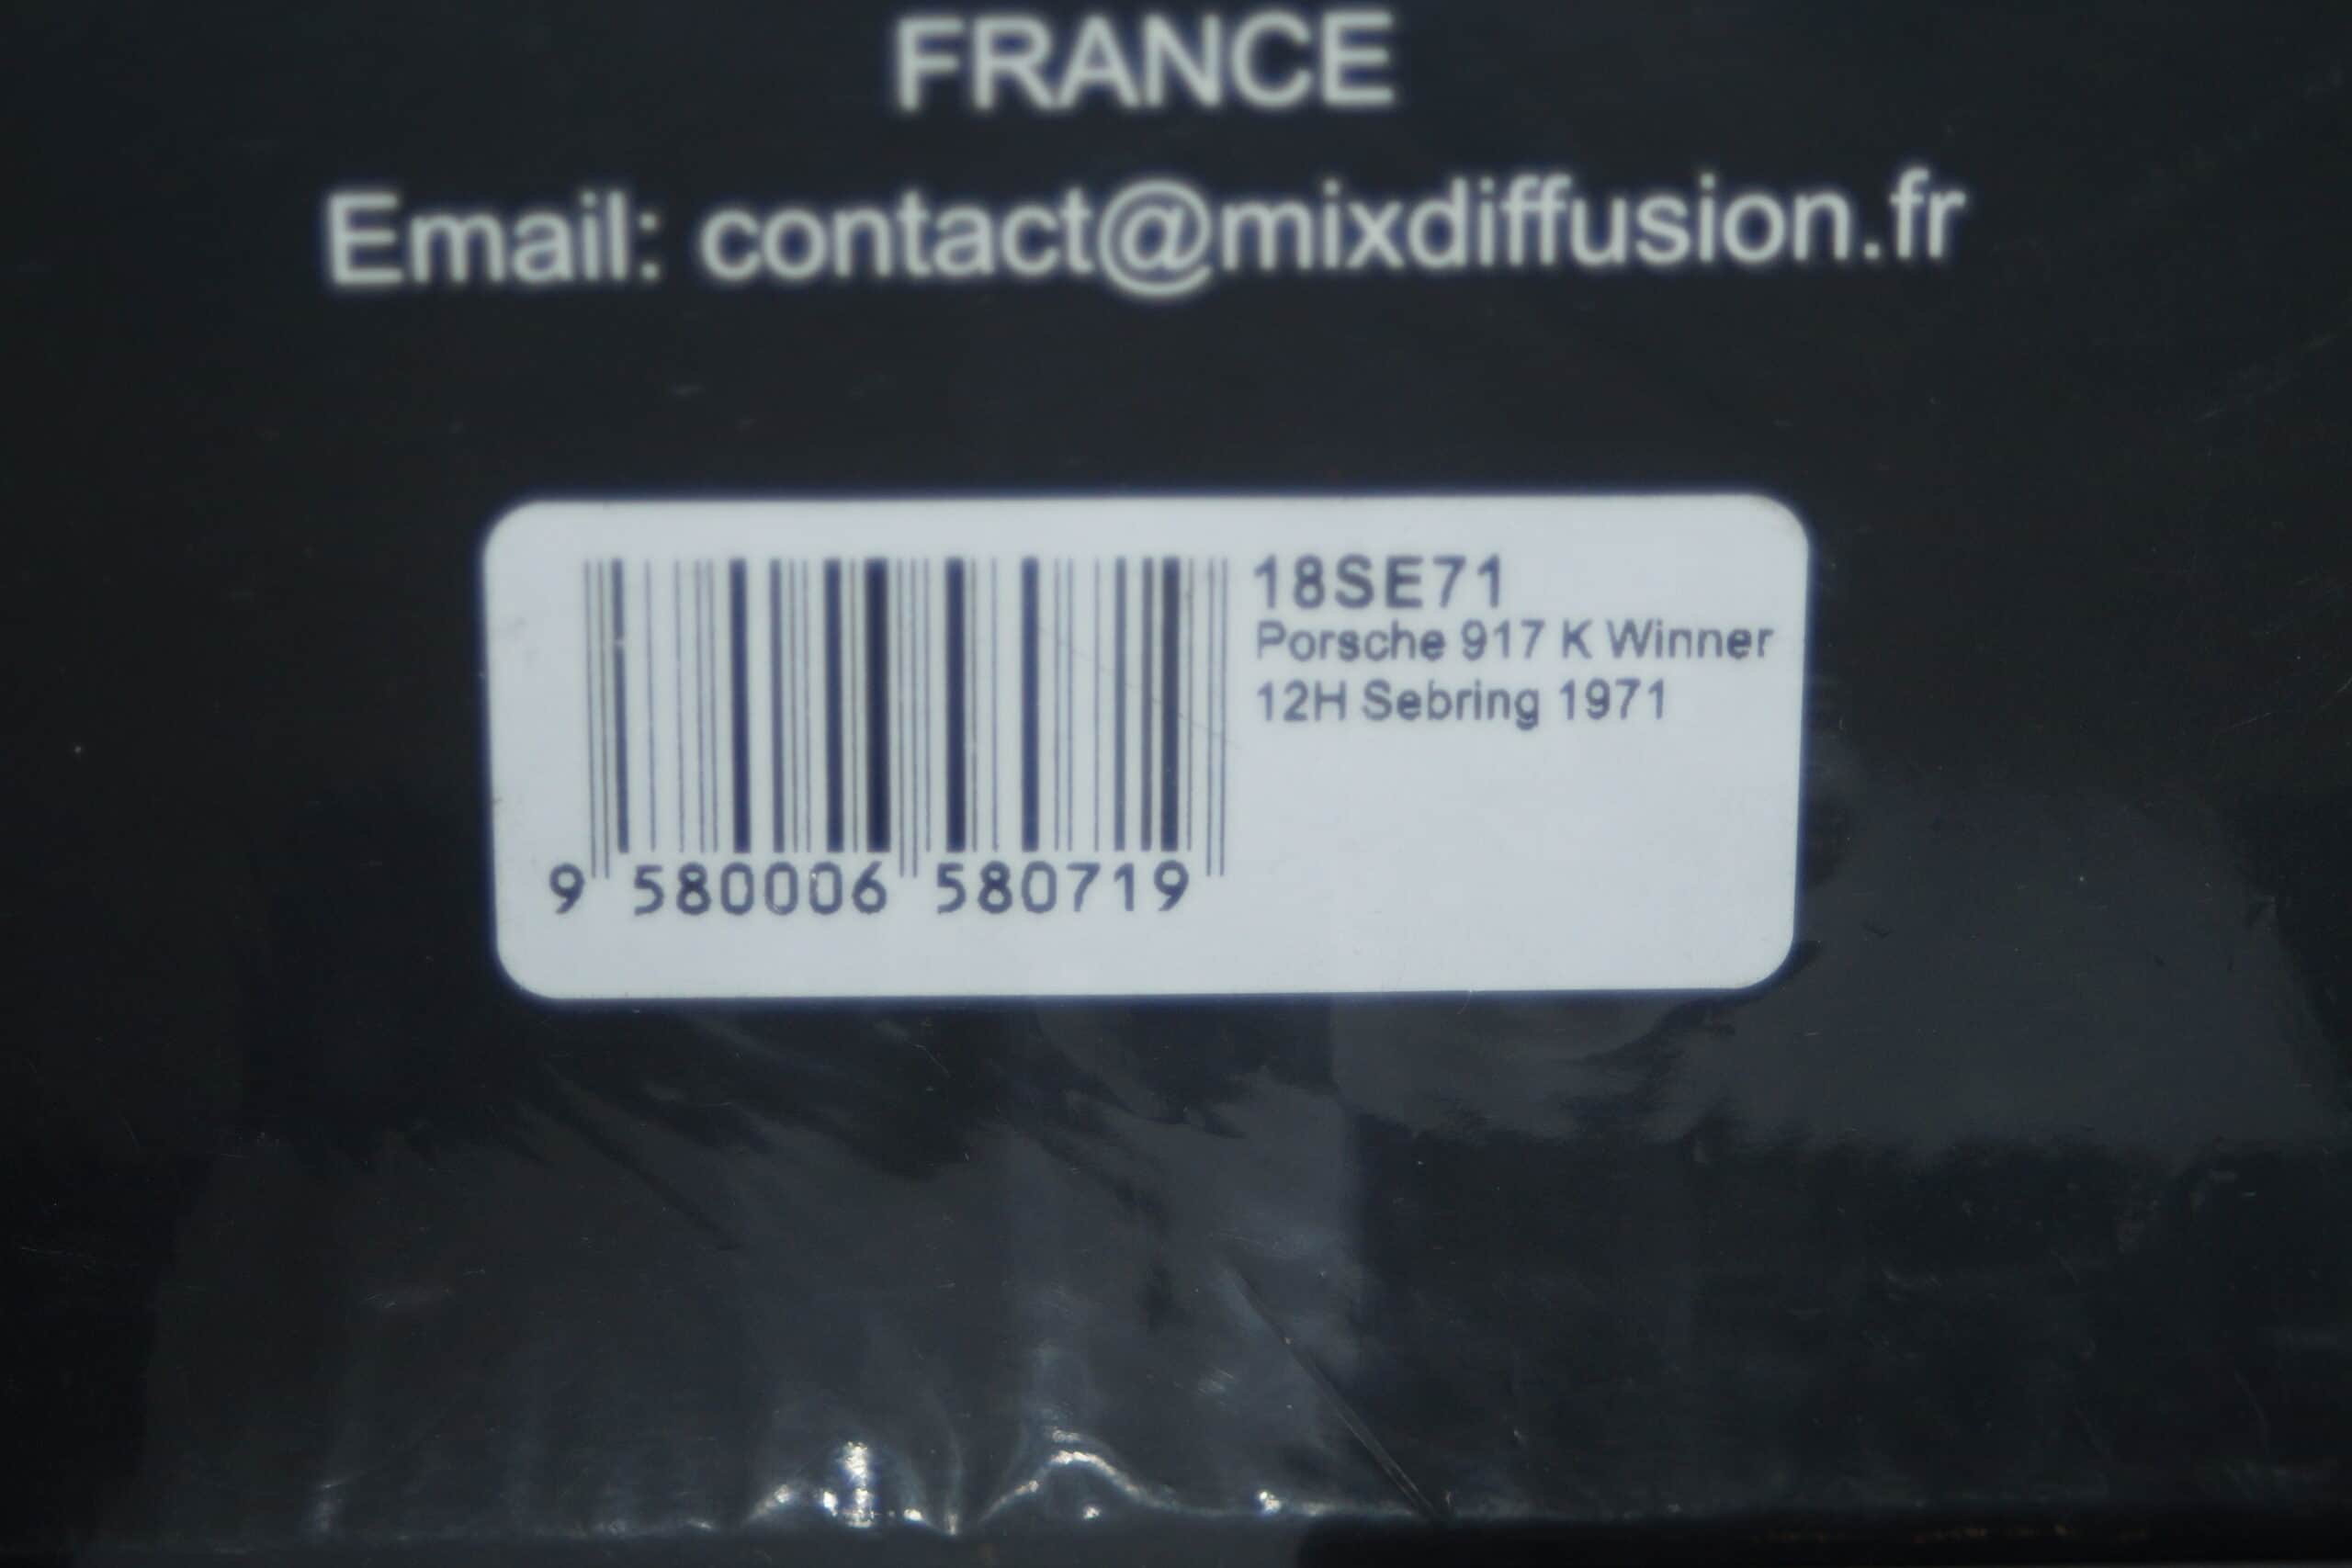 FRANCE
Email: contact@mixdiffusion.fr
18SE71
Porsche 917 K Winner
12H Sebring 1971
9 580006 580719